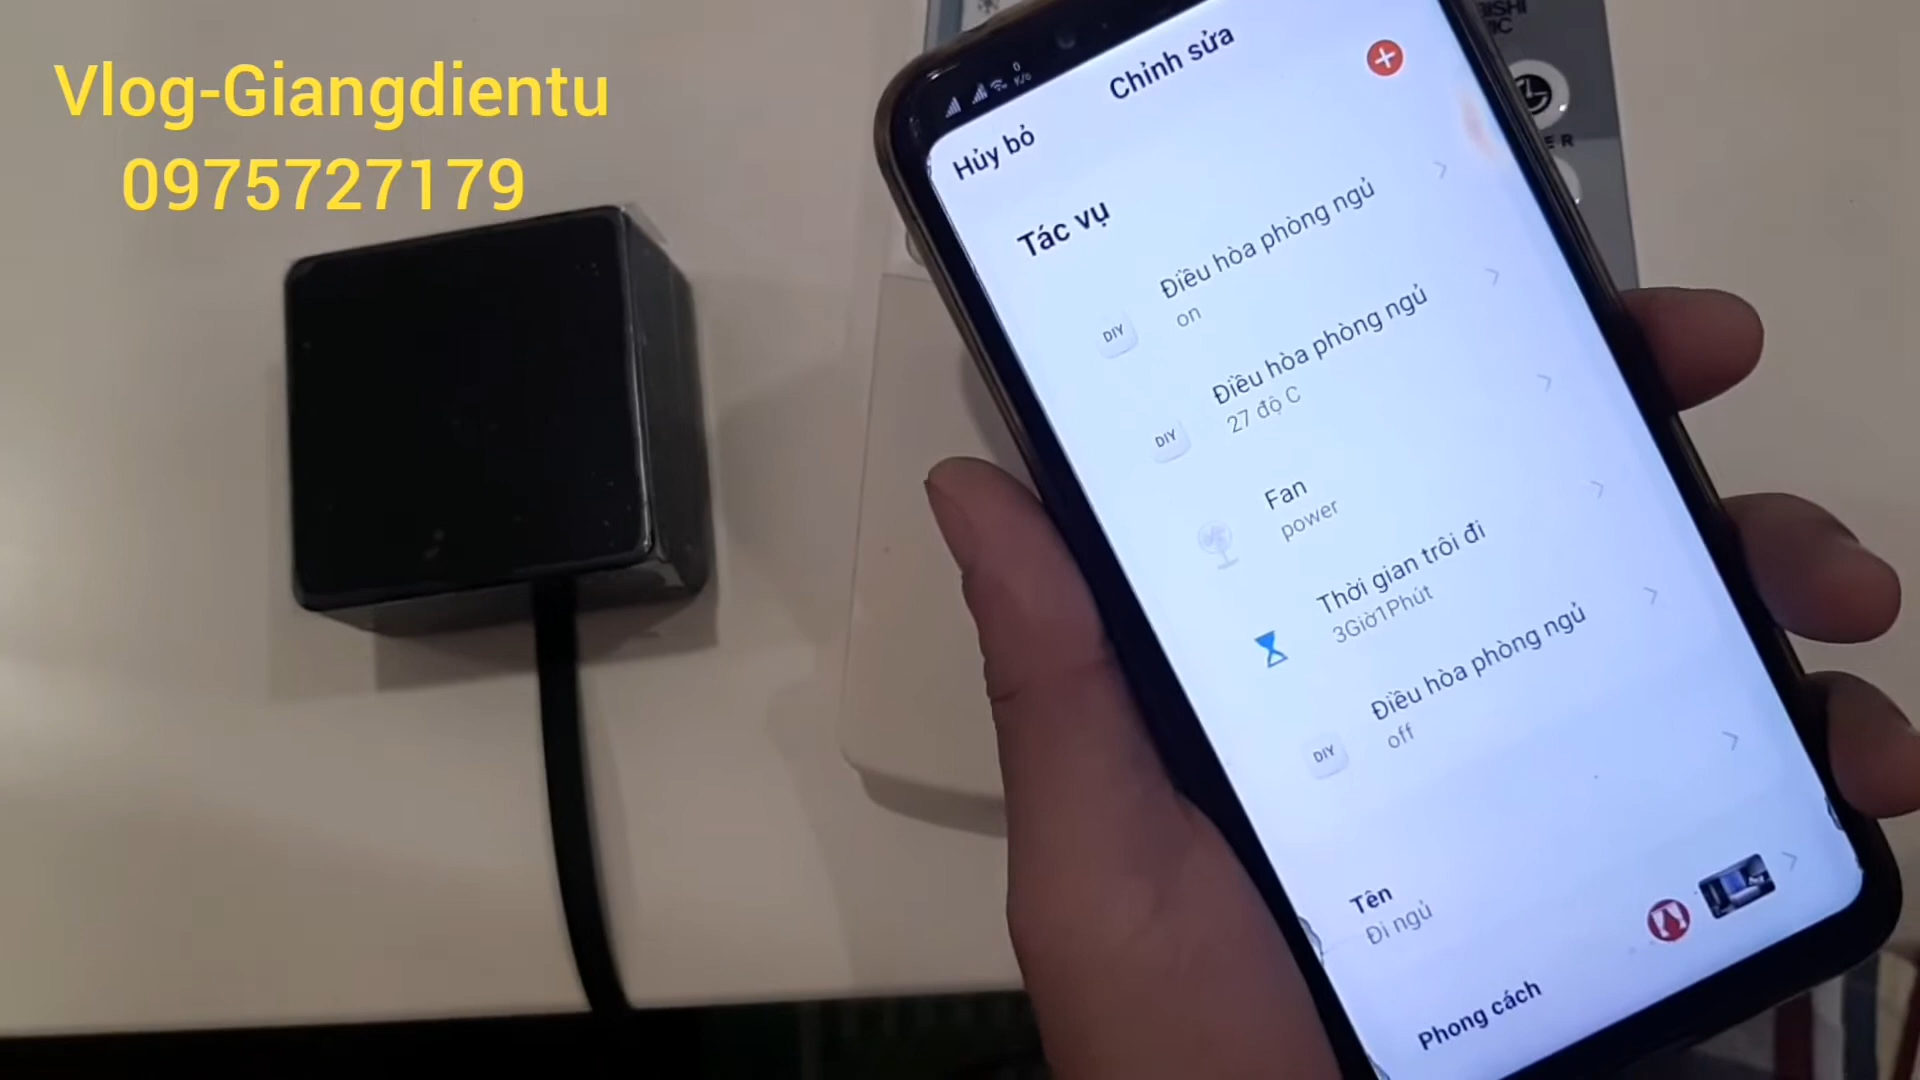 Vlog-Giangdientu
0975727179
Chỉnh sửa
Hủy bỏ
Tác vụ
Điều hòa phòng ngủ
on
DIY
Điều hòa phòng ngủ
27 độ C
DIY
Fan
power
Thời gian trôi đi
3Giờ1Phút
Điều hòa phòng ngủ
off
DIY
Tên
Đi ngủ
Phong cách